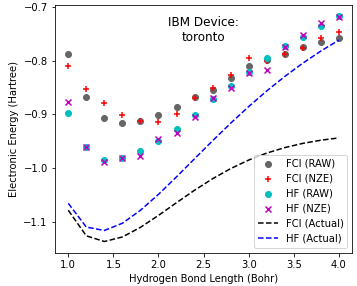 IBM Device:
toronto
Electronic Energy (Hartree)
−0.7
−0.8
−0.9
−1.0
−1.1
1.0
1.5
2.0
2.5
3.0
3.5
4.0
Hydrogen Bond Length (Bohr)
FCI (RAW)
FCI (NZE)
HF (RAW)
HF (NZE)
FCI (Actual)
HF (Actual)